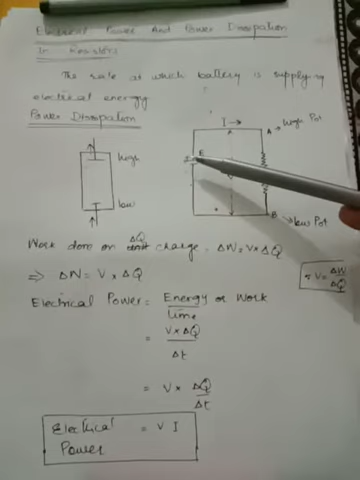 Electrical Power And Power Dissipation
In Resistors
The rate at which battery is supplying
electrical energy
Power Dissipation
I → A → high Pot
high
E
low
B → low Pot
Work done on ΔQ charge = ΔW = V × ΔQ
⇒ ΔW = V × ΔQ
∵ V = ΔW/ΔQ
Electrical Power = Energy or Work
Time
= V × ΔQ
Δt
= V × ΔQ
Δt
Electrical = V I
Power